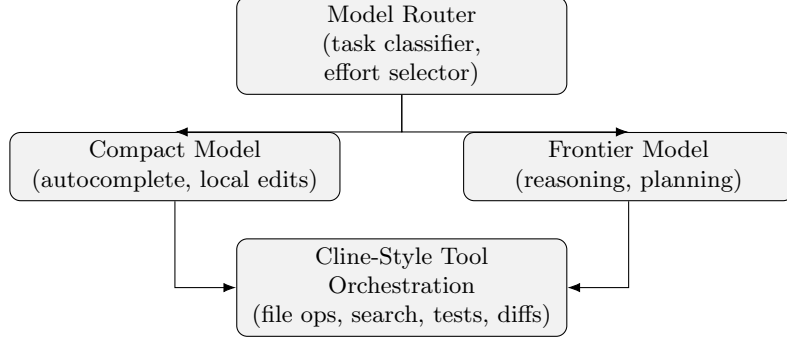 Model Router
(task classifier,
effort selector)
Compact Model
(autocomplete, local edits)
Frontier Model
(reasoning, planning)
Cline-Style Tool
Orchestration
(file ops, search, tests, diffs)